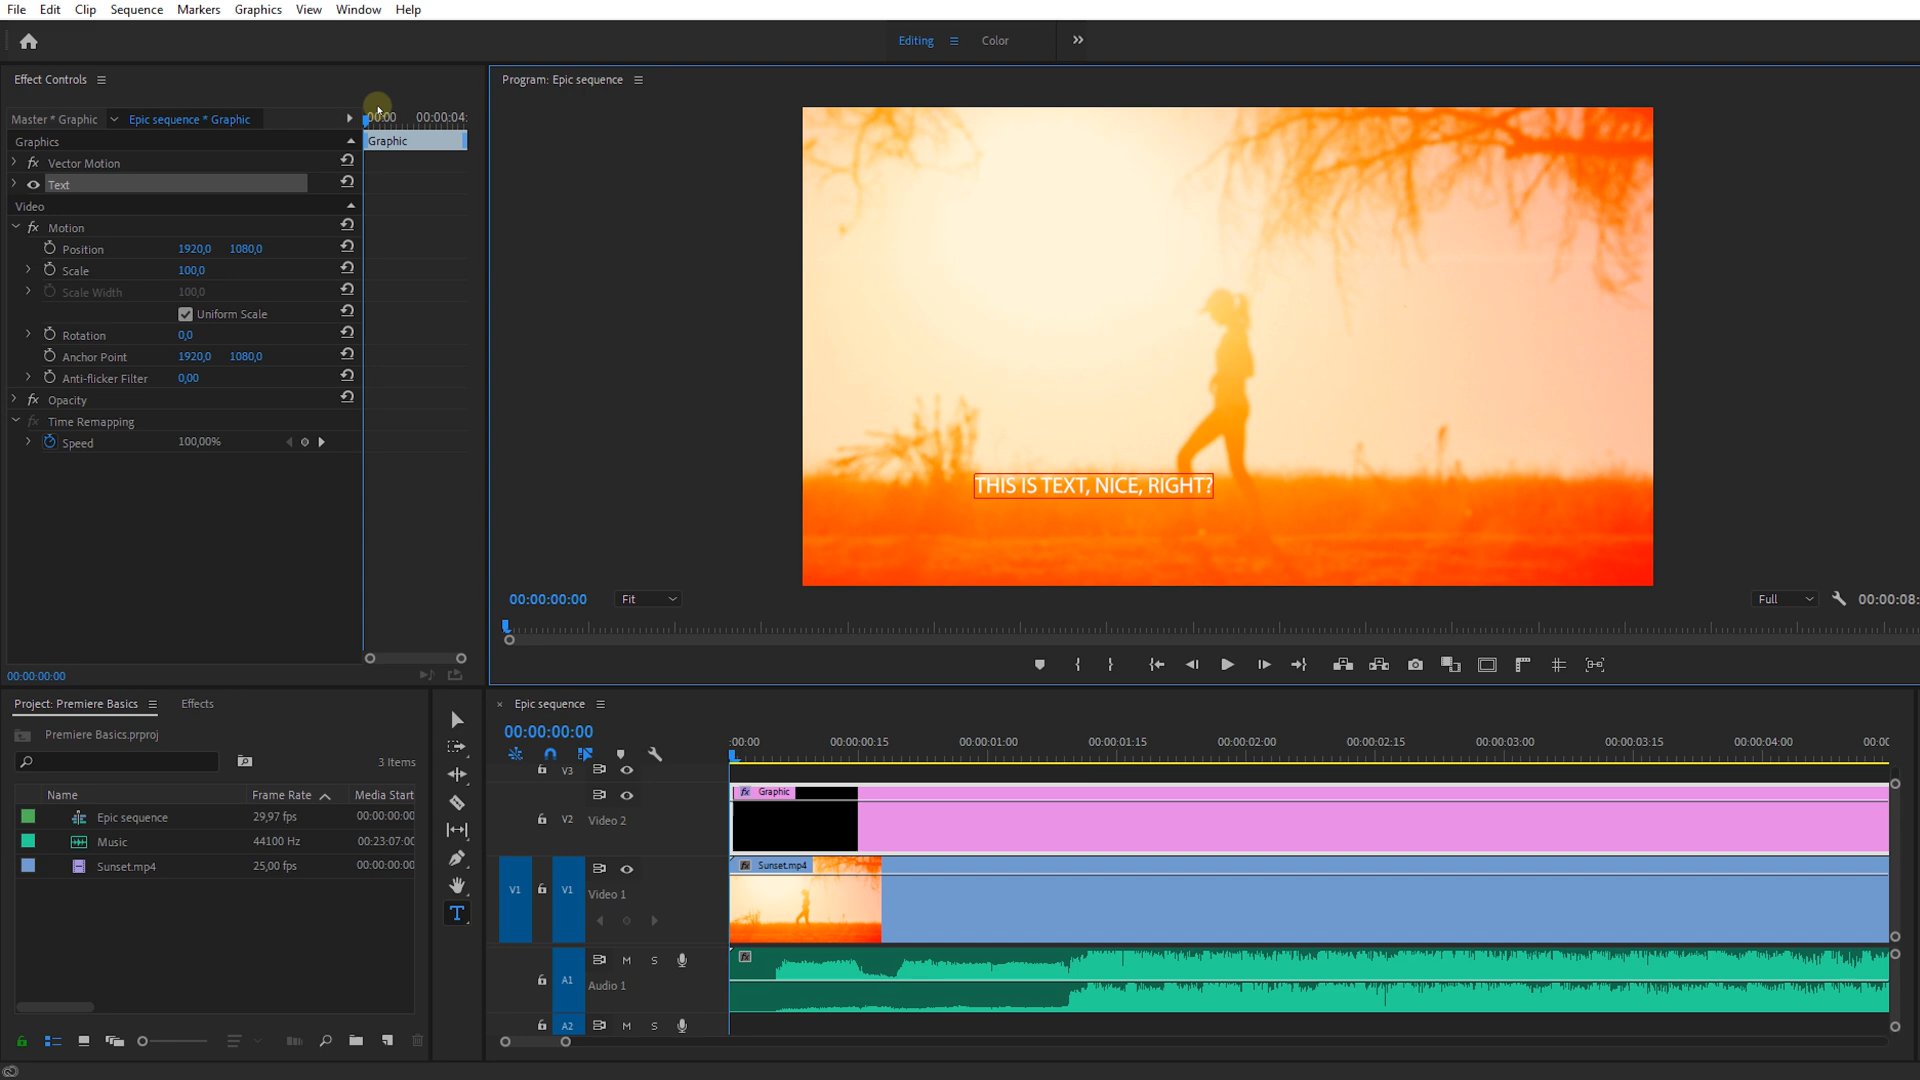 File Edit Clip Sequence Markers Graphics View Window Help
Editing Color
Effect Controls
Master * Graphic Epic sequence * Graphic
00:00 00:00:04:
Graphics
Graphic
fx Vector Motion
Text
Video
fx Motion
Position 1920,0 1080,0
Scale 100,0
Scale Width 100,0
Uniform Scale
Rotation 0,0
Anchor Point 1920,0 1080,0
Anti-flicker Filter 0,00
fx Opacity
fx Time Remapping
Speed 100,00%
00:00:00:00
Program: Epic sequence
THIS IS TEXT, NICE, RIGHT?
00:00:00:00 Fit Full 00:00:08:
Project: Premiere Basics Effects
Premiere Basics.prproj
3 Items
Name Frame Rate Media Start
Epic sequence 29,97 fps 00:00:00:00
Music 44100 Hz 00:23:07:00
Sunset.mp4 25,00 fps 00:00:00:00
T
Epic sequence
00:00:00:00
:00:00 00:00:00:15 00:00:01:00 00:00:01:15 00:00:02:00 00:00:02:15 00:00:03:00 00:00:03:15 00:00:04:00 00:00
V3
fx Graphic
V2 Video 2
fx Sunset.mp4
V1 V1 Video 1
M S fx
A1 Audio 1
A2 M S